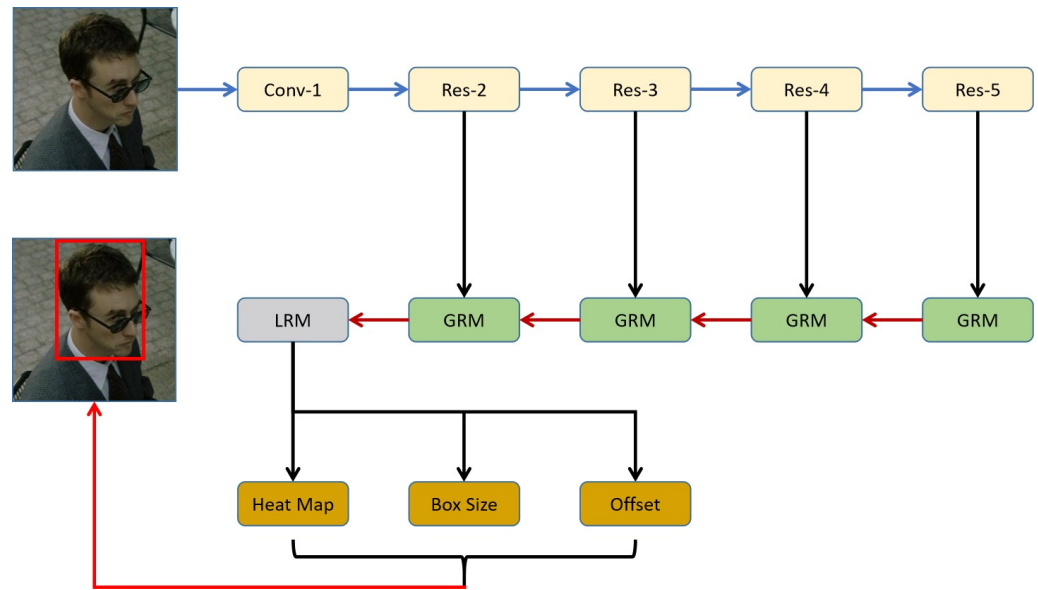 Conv-1
Res-2
Res-3
Res-4
Res-5
LRM
GRM
GRM
GRM
GRM
Heat Map
Box Size
Offset